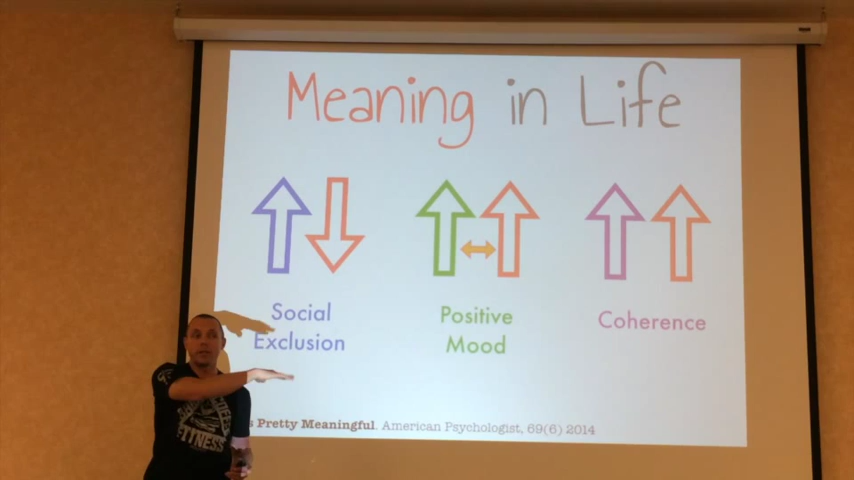 Meaning in Life
Social
Exclusion
Positive
Mood
Coherence
Pretty Meaningful. American Psychologist, 69(6) 2014
FITNESS